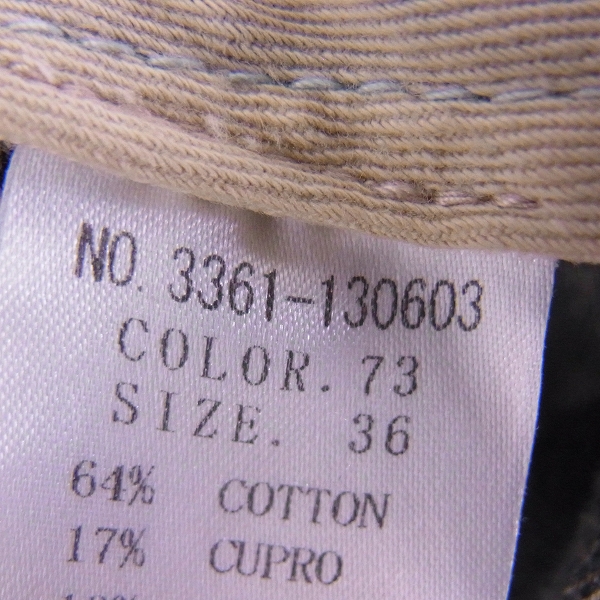 NO. 3361-130603
COLOR. 73
SIZE. 36
64% COTTON
17% CUPRO